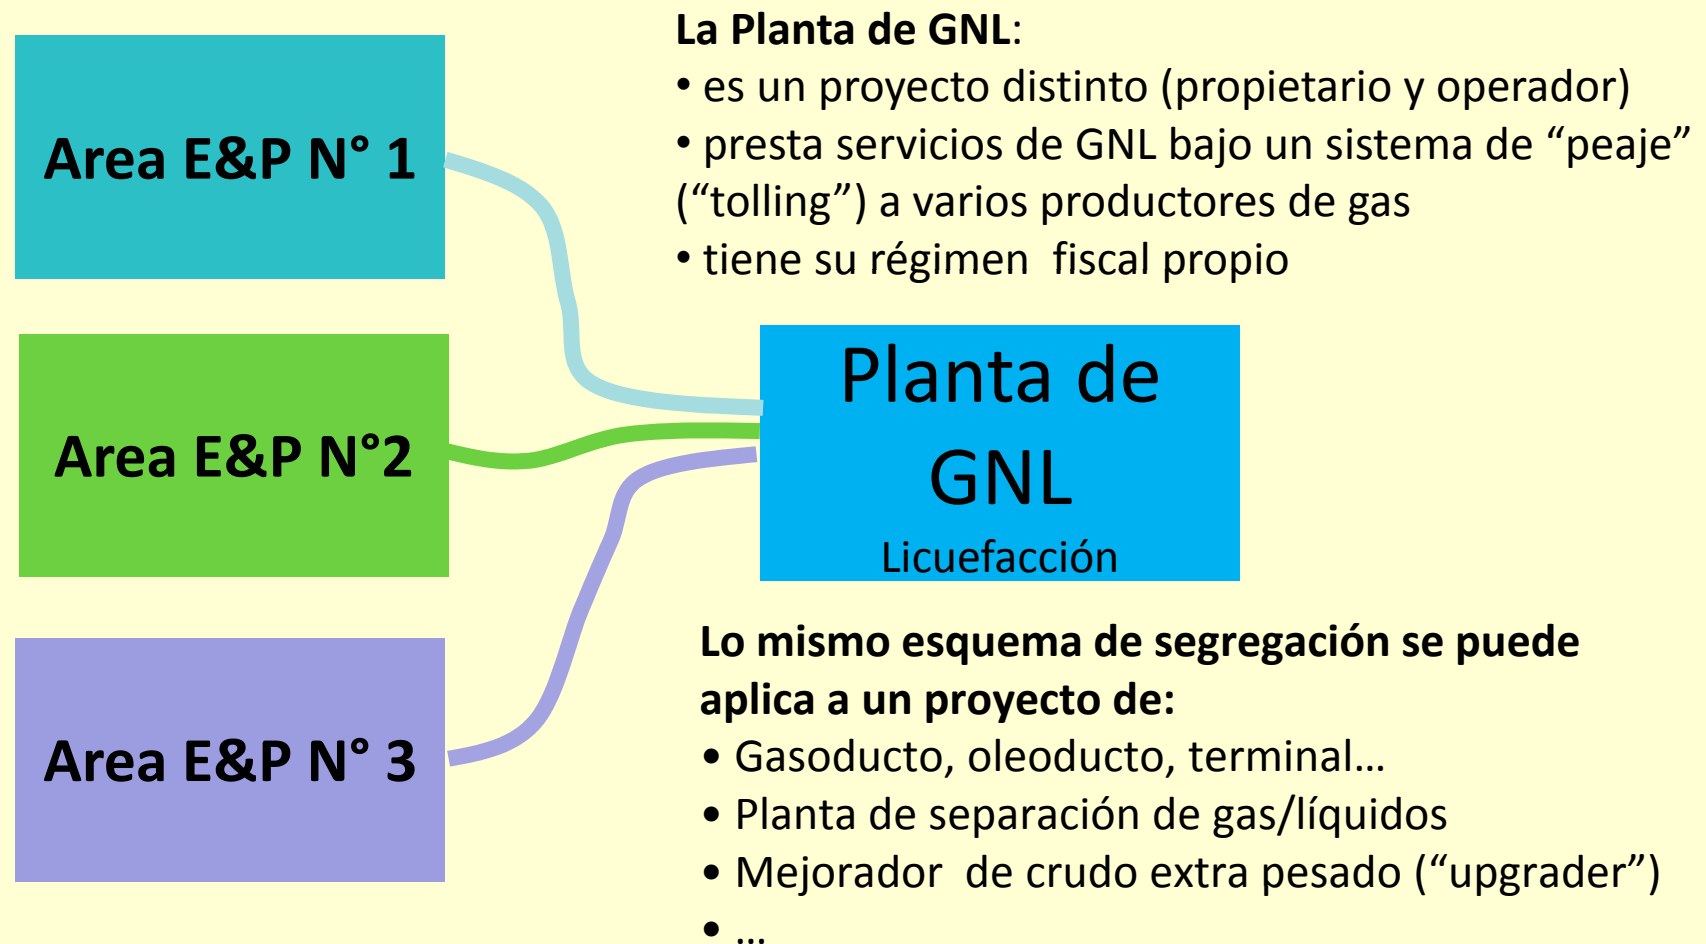 La Planta de GNL:
• es un proyecto distinto (propietario y operador)
• presta servicios de GNL bajo un sistema de “peaje”
(“tolling”) a varios productores de gas
• tiene su régimen  fiscal propio
Area E&P N° 1
Area E&P N°2
Area E&P N° 3
Planta de
GNL
Licuefacción
Lo mismo esquema de segregación se puede
aplica a un proyecto de:
• Gasoducto, oleoducto, terminal…
• Planta de separación de gas/líquidos
• Mejorador  de crudo extra pesado (“upgrader”)
• …